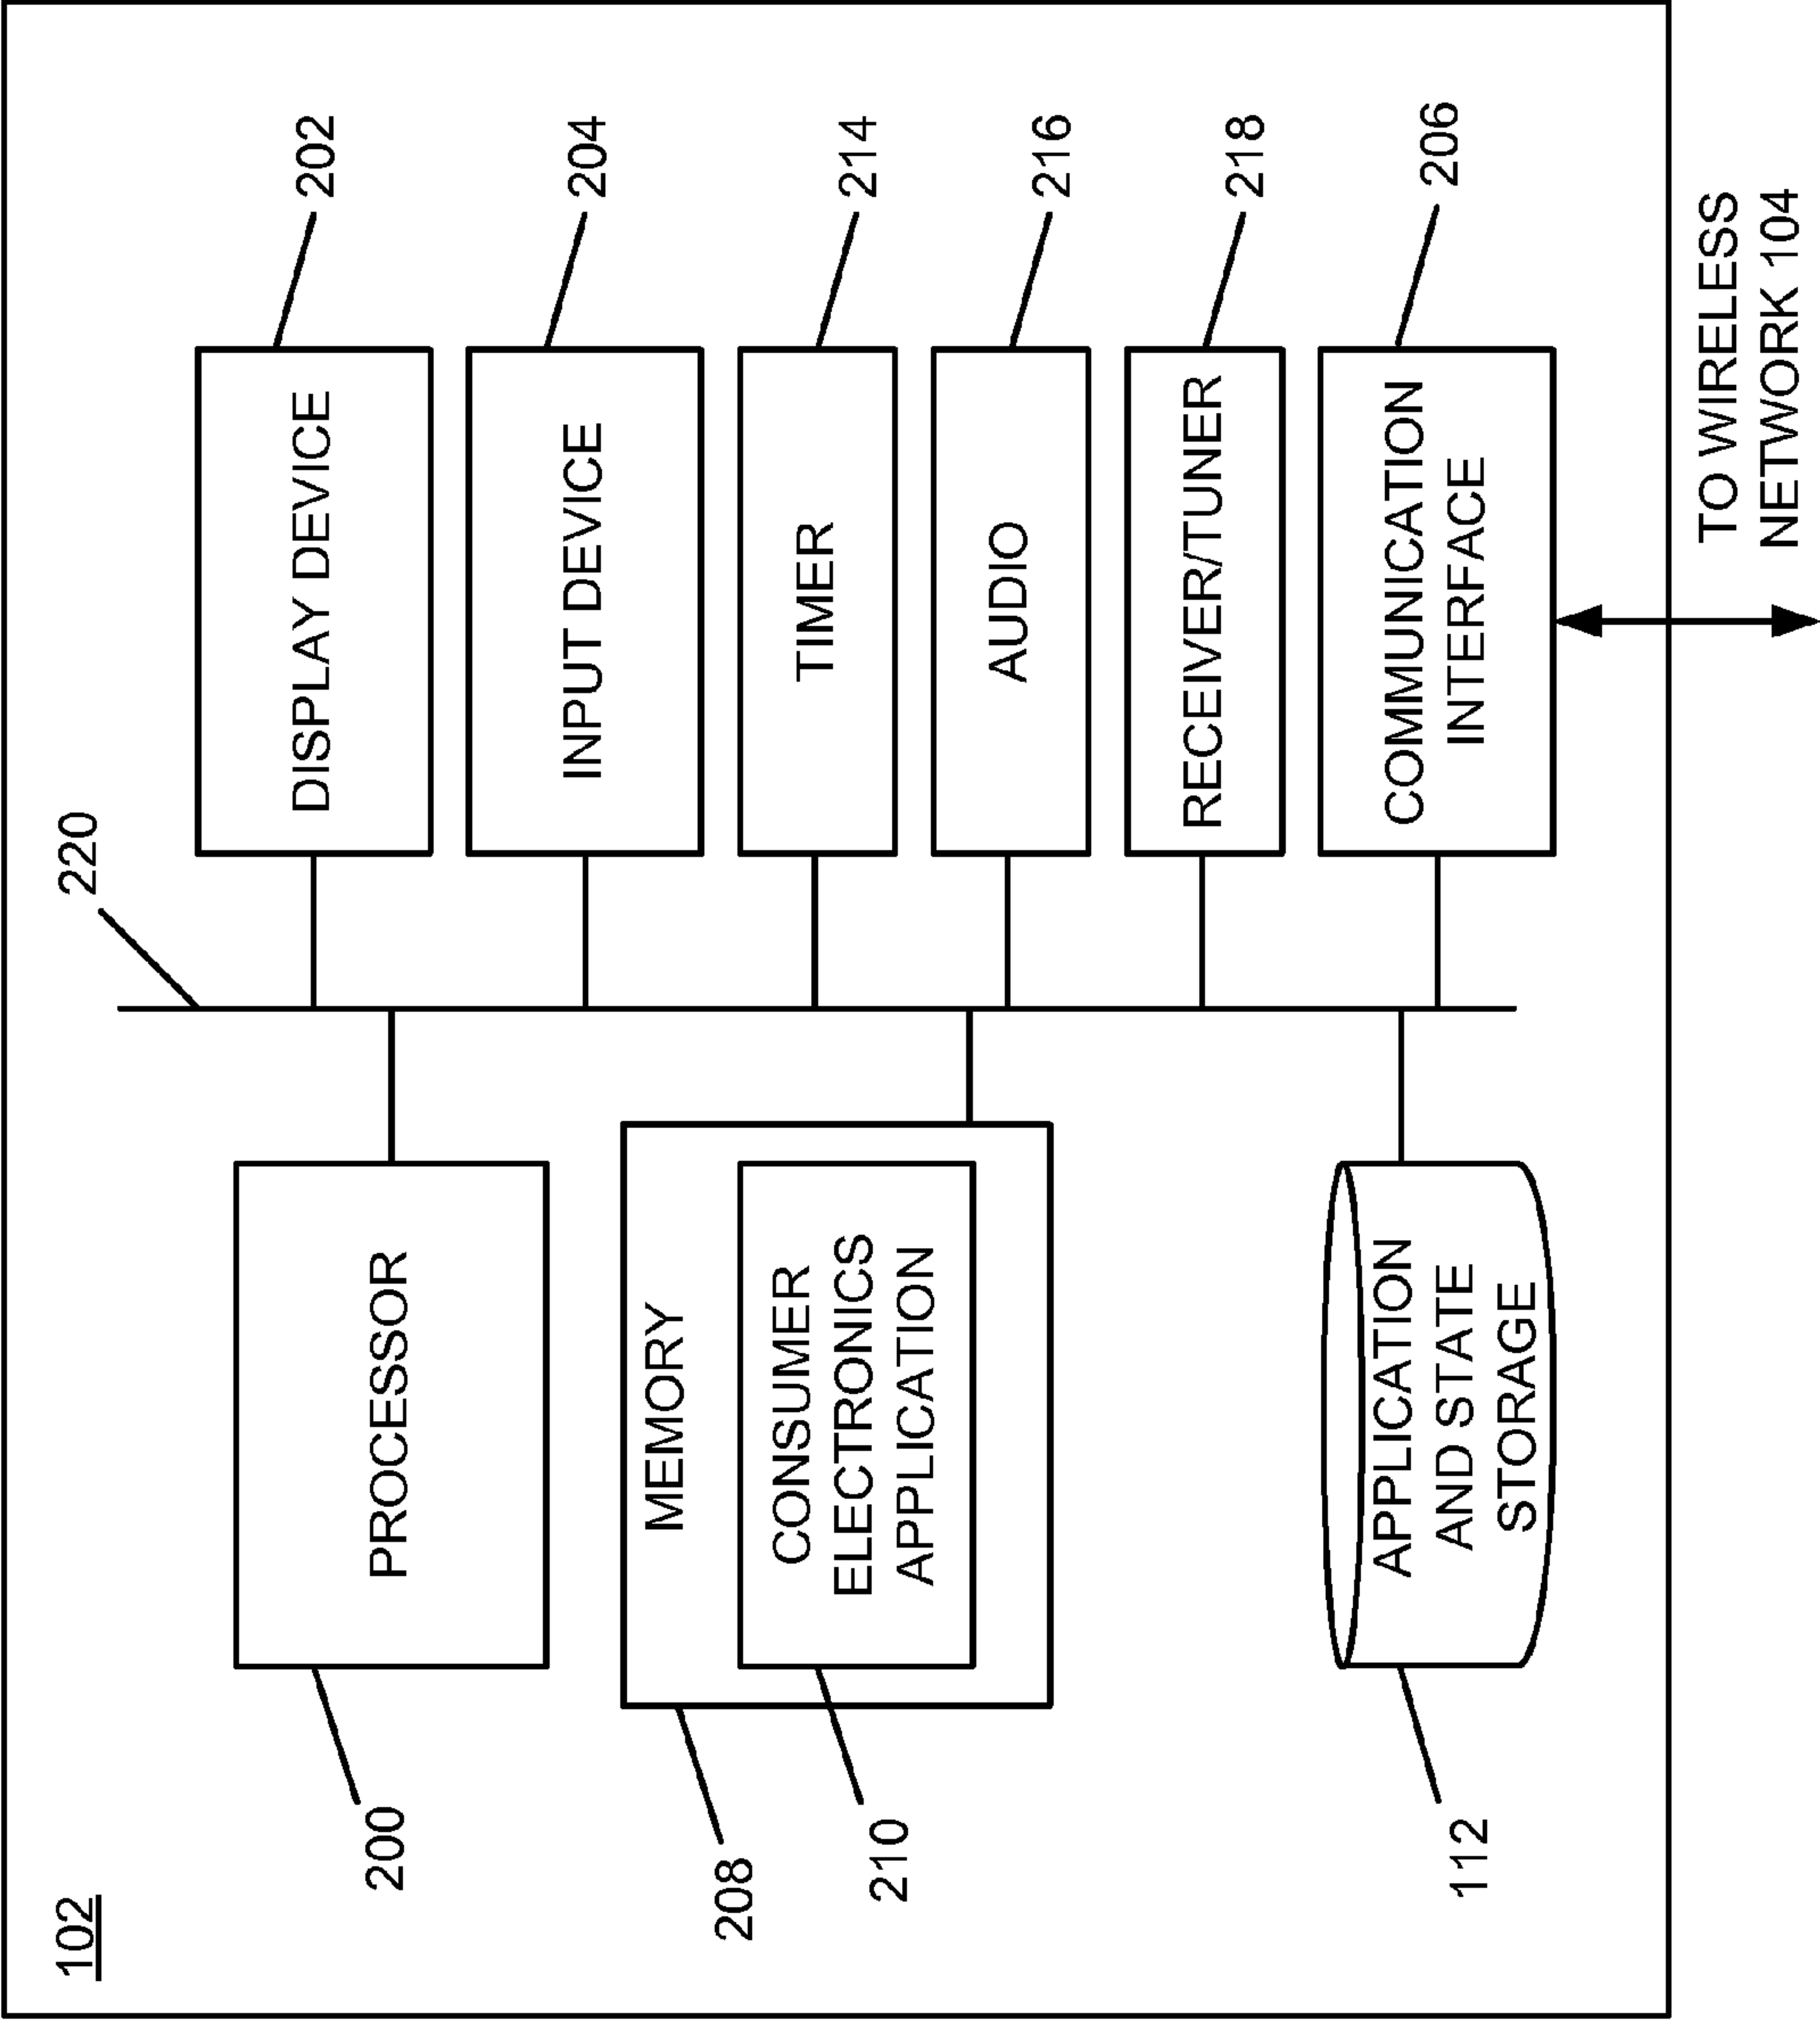 102
200
PROCESSOR
208
MEMORY
210
CONSUMER
ELECTRONICS
APPLICATION
112
APPLICATION
AND STATE
STORAGE
220
DISPLAY DEVICE
202
INPUT DEVICE
204
TIMER
214
AUDIO
216
RECEIVER/TUNER
218
COMMUNICATION
INTERFACE
206
TO WIRELESS
NETWORK 104